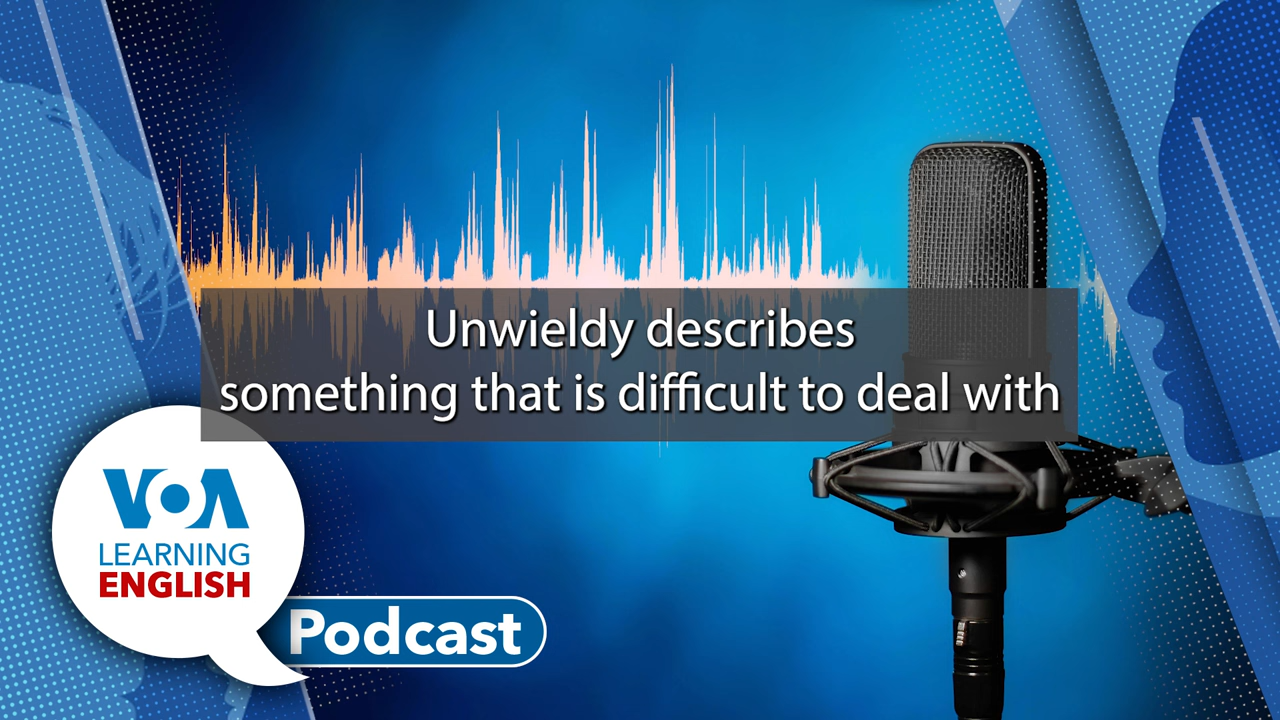 Unwieldy describes
something that is difficult to deal with
VOA
LEARNING
ENGLISH
Podcast